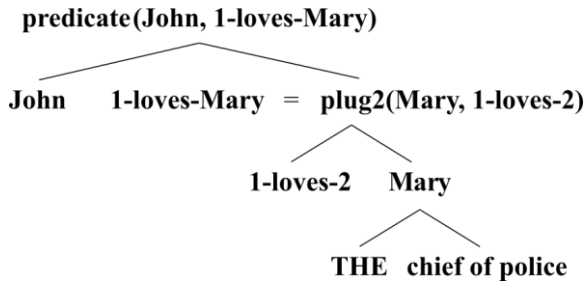 predicate(John, 1-loves-Mary)
John 1-loves-Mary = plug2(Mary, 1-loves-2)
1-loves-2 Mary
THE chief of police